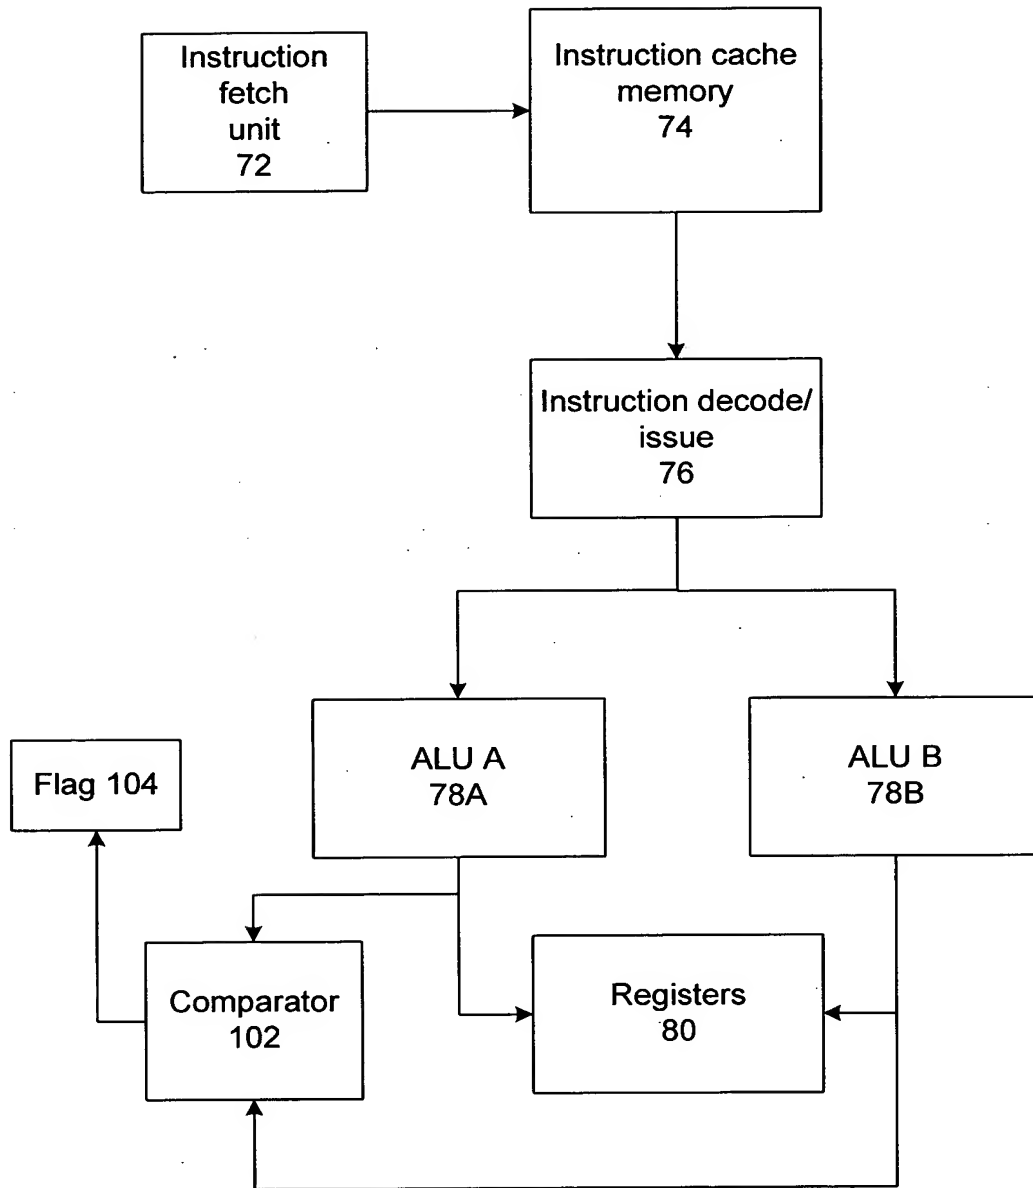 Instruction
fetch
unit
72
Instruction cache
memory
74
Instruction decode/
issue
76
ALU A
78A
ALU B
78B
Flag 104
Comparator
102
Registers
80